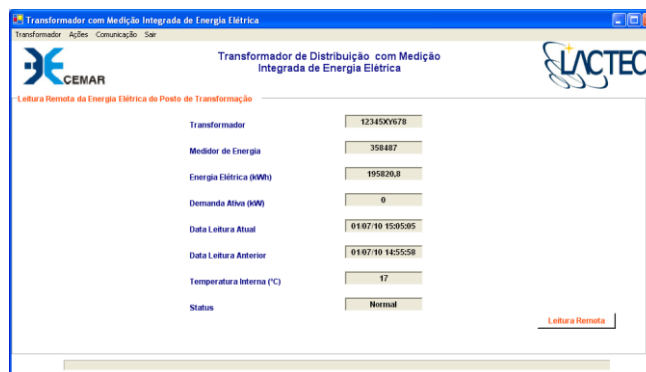 Transformador com Medição Integrada de Energia Elétrica
Transformador Ações Comunicação Sair
CEMAR
Transformador de Distribuição com Medição
Integrada de Energia Elétrica
LACTEC
Leitura Remota da Energia Elétrica do Posto de Transformação
Transformador 12345XY678
Medidor de Energia 358487
Energia Elétrica (kWh) 195820,8
Demanda Ativa (kW) 0
Data Leitura Atual 01/07/10 15:05:05
Data Leitura Anterior 01/07/10 14:55:58
Temperatura Interna (°C) 17
Status Normal
Leitura Remota